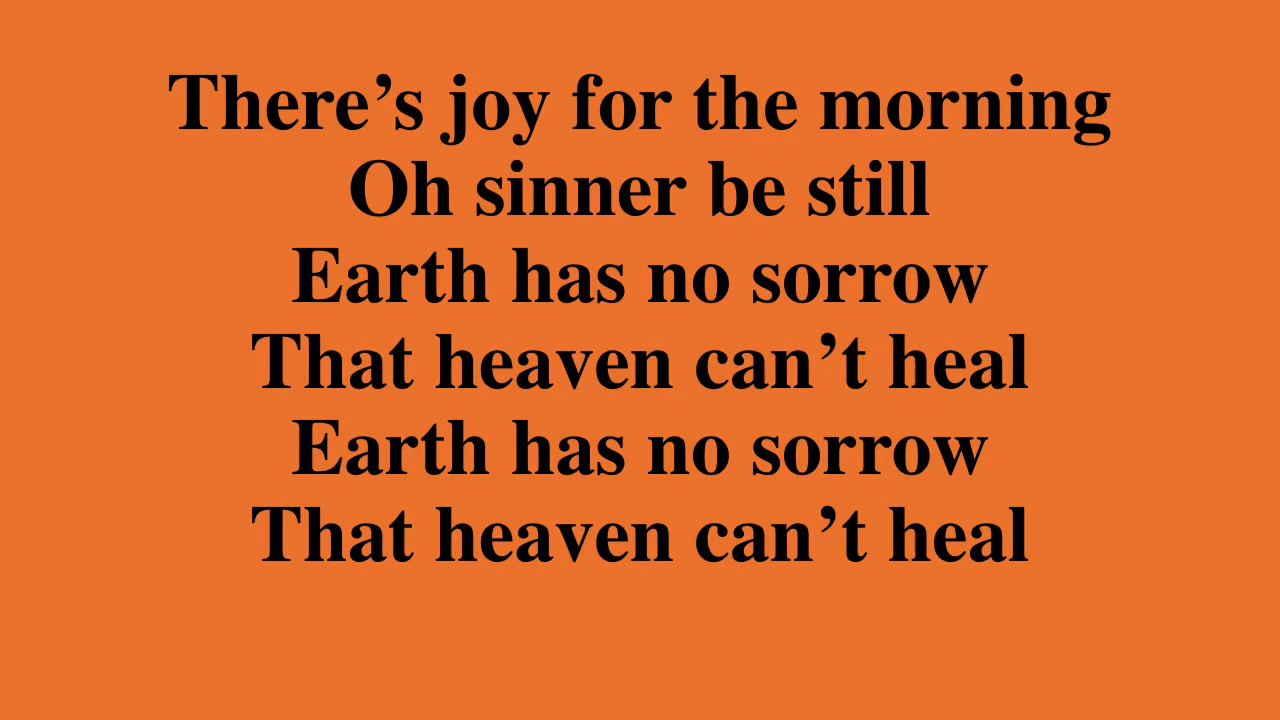 There’s joy for the morning
Oh sinner be still
Earth has no sorrow
That heaven can’t heal
Earth has no sorrow
That heaven can’t heal